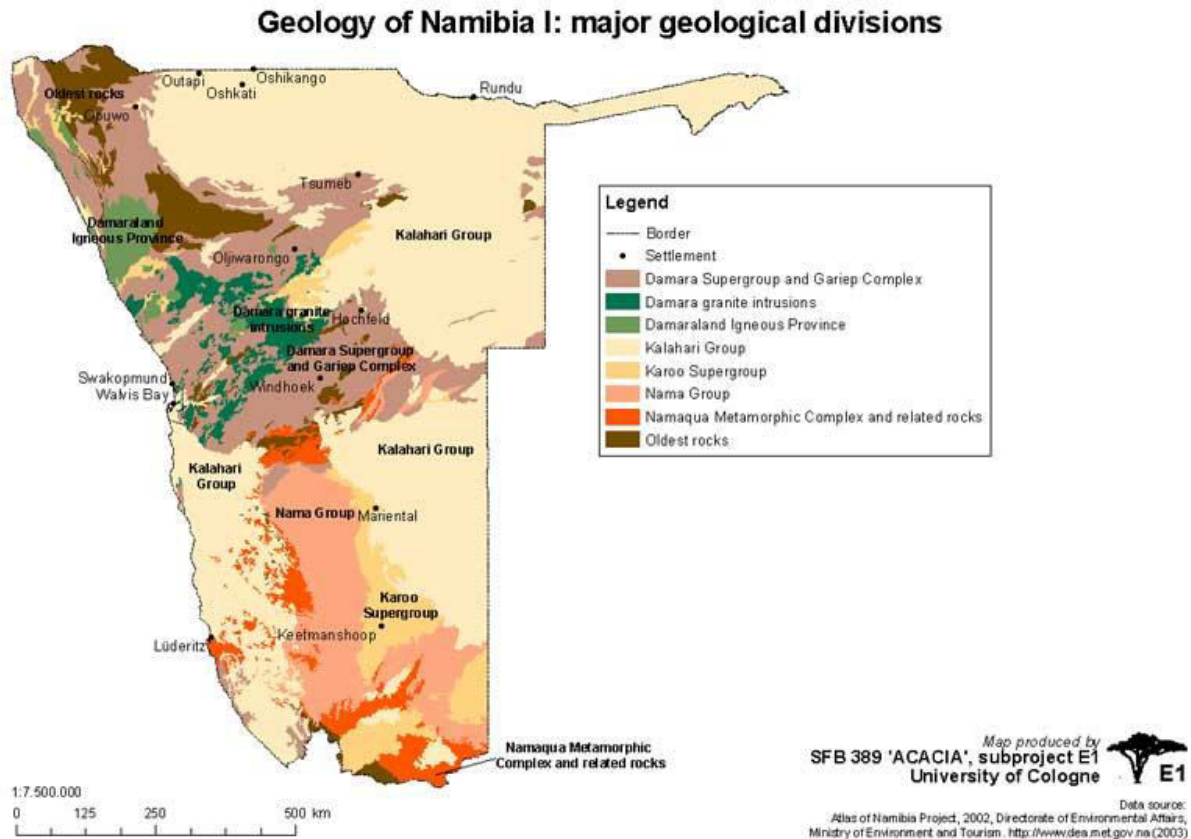 Geology of Namibia I: major geological divisions
Outapi
Oshikango
Oshkati
Rundu
Oldest rocks
Opuwo
Tsumeb
Damaraland
Igneous Province
Kalahari Group
Oljiwarongo
Damara granite
intrusions
Hochfeld
Damara Supergroup
and Gariep Complex
Swakopmund
Walvis Bay
Windhoek
Kalahari
Group
Kalahari Group
Nama Group
Mariental
Karoo
Supergroup
Keetmanshoop
Lüderitz
Namaqua Metamorphic
Complex and related rocks
Legend
Border
Settlement
Damara Supergroup and Gariep Complex
Damara granite intrusions
Damaraland Igneous Province
Kalahari Group
Karoo Supergroup
Nama Group
Namaqua Metamorphic Complex and related rocks
Oldest rocks
1:7.500.000
0 125 250 500 km
Map produced by
SFB 389 'ACACIA', subproject E1
University of Cologne
E1
Data source:
Atlas of Namibia Project, 2002, Directorate of Environmental Affairs,
Ministry of Environment and Tourism. http://www.dea.met.gov.na (2003)